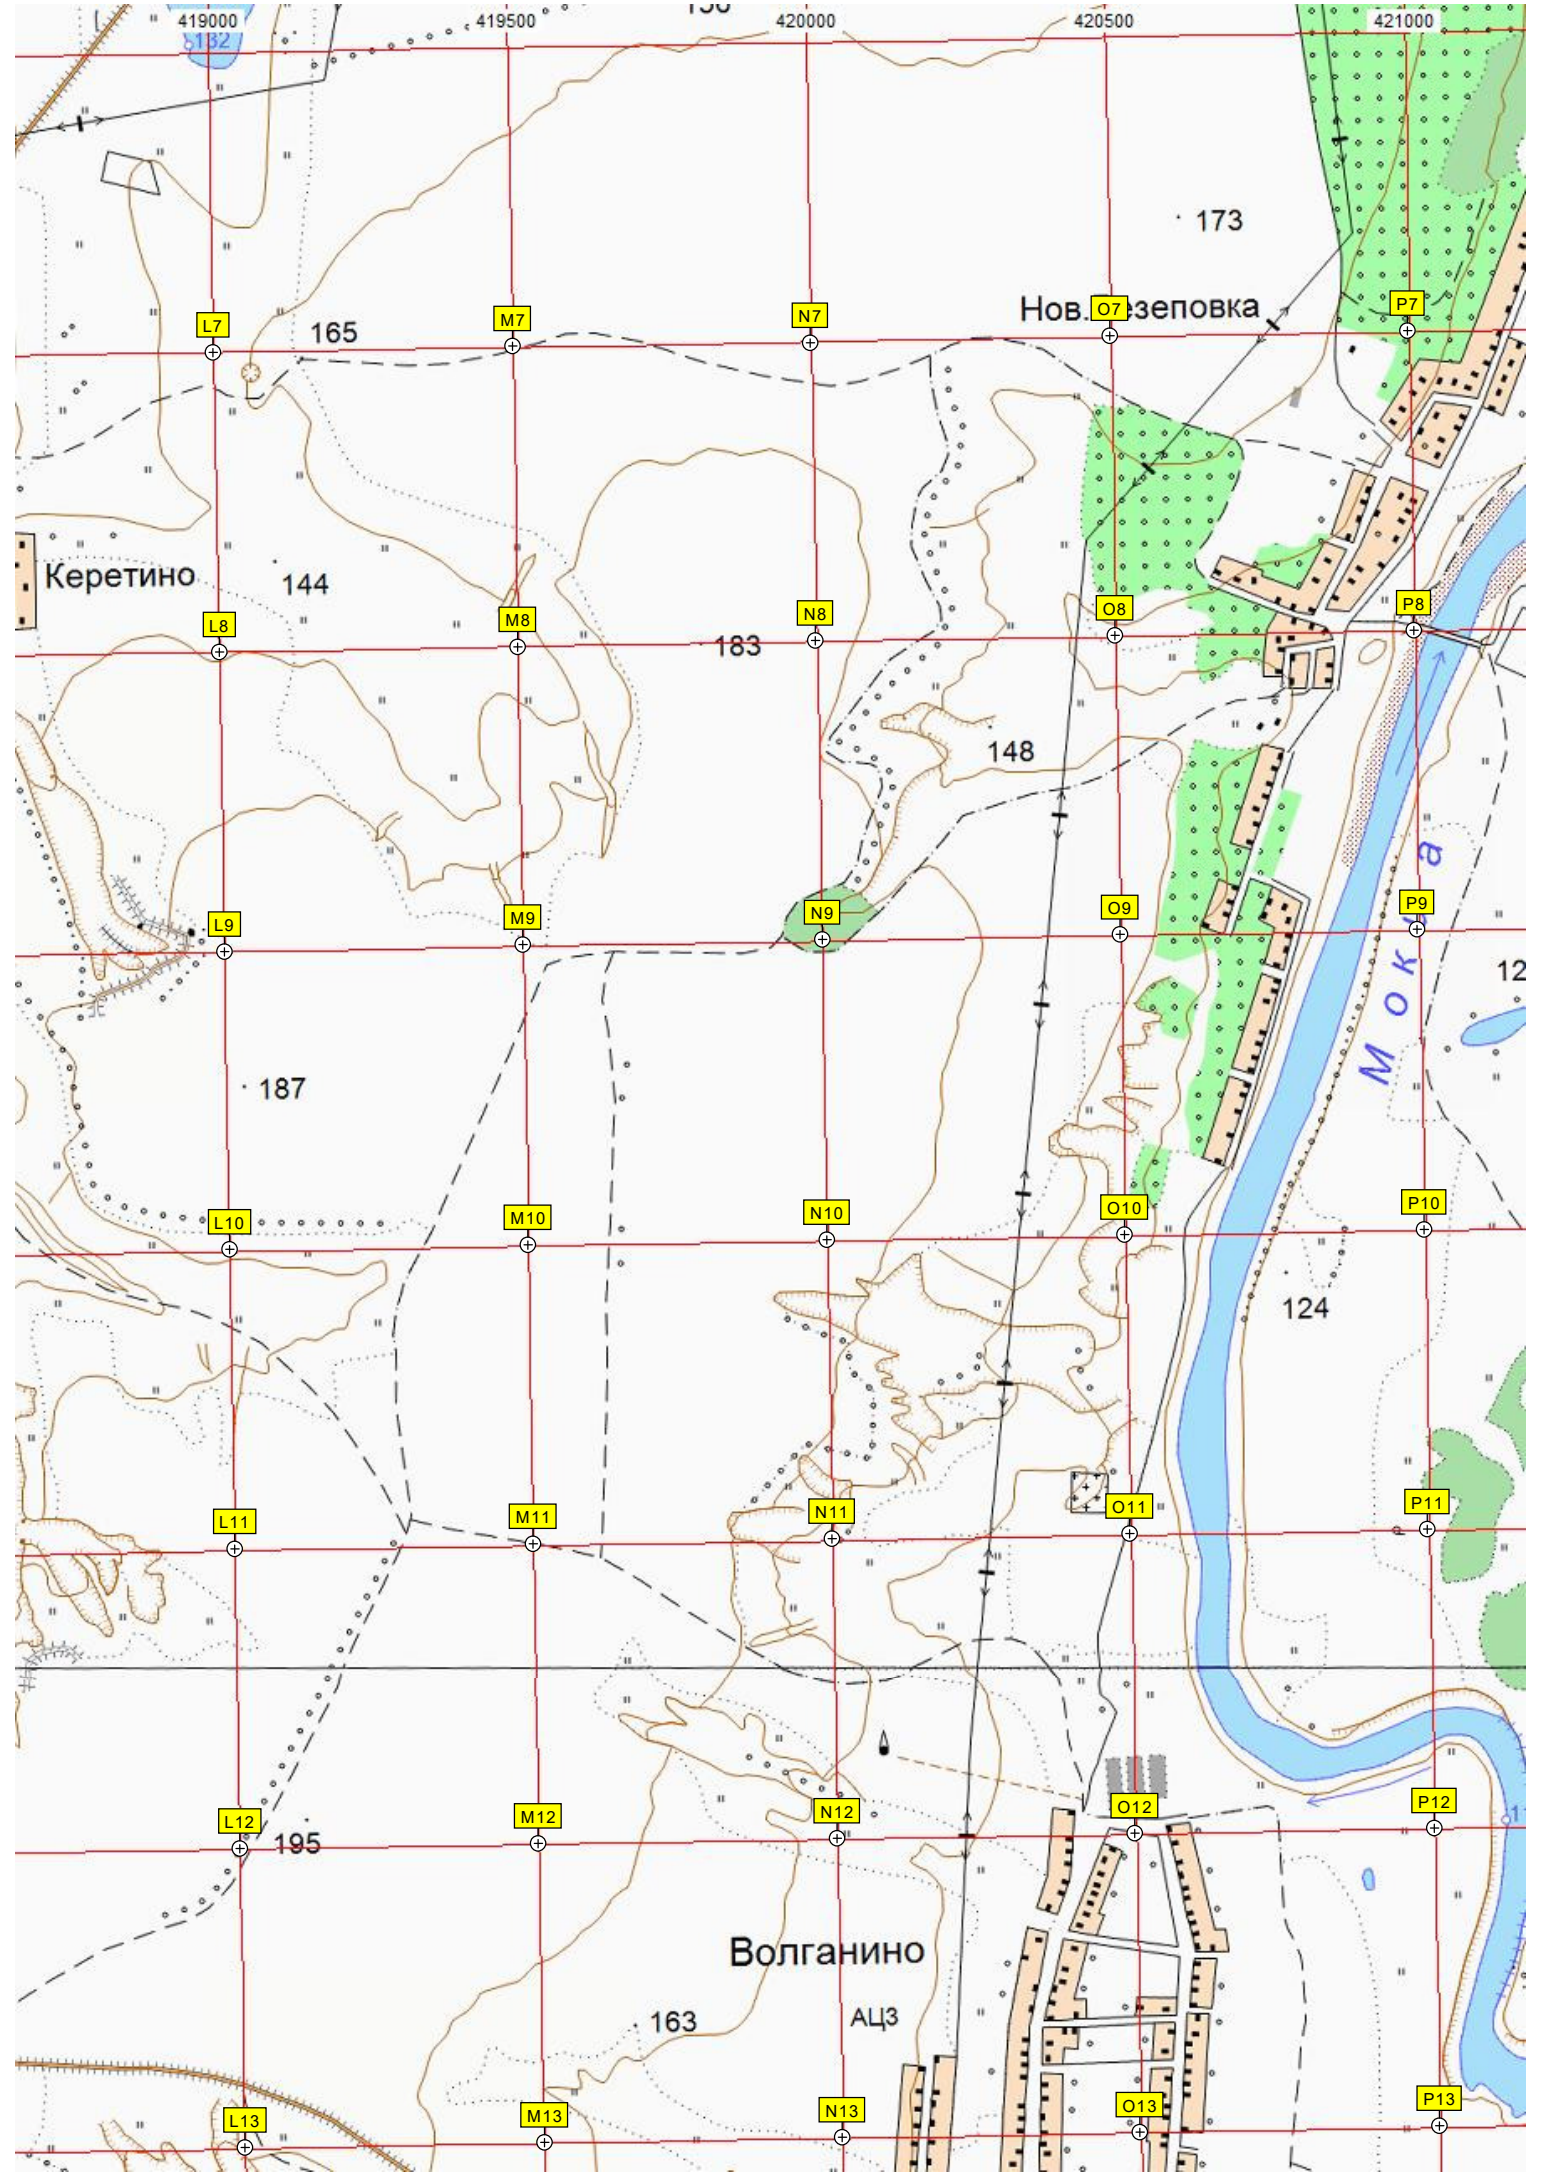 419000 419500 420000 420500 421000
132
173
Нов.
L7 165 M7 N7 O7 P7
Керетино
144
L8 M8 183 N8 O8 P8
148
L9 M9 N9 O9 P9
Мокша
187
L10 M10 N10 O10 P10
124
L11 M11 N11 O11 P11
L12 195 M12 N12 O12 P12
Волганино
163 АЦЗ
L13 M13 N13 O13 P13